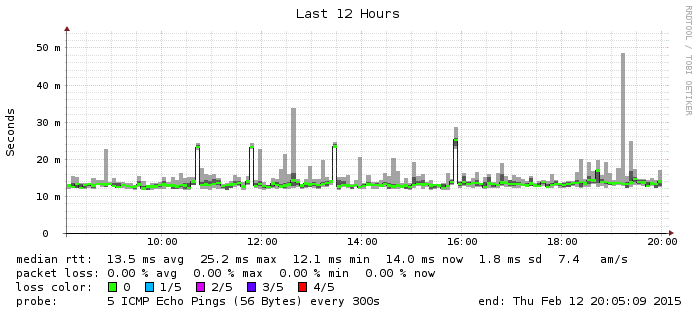 Last 12 Hours
RRDTOOL / TOBI OETIKER
Seconds
50 m
40 m
30 m
20 m
10 m
0
10:00 12:00 14:00 16:00 18:00 20:00
median rtt: 13.5 ms avg 25.2 ms max 12.1 ms min 14.0 ms now 1.8 ms sd 7.4 am/s
packet loss: 0.00 % avg 0.00 % max 0.00 % min 0.00 % now
loss color: 0 1/5 2/5 3/5 4/5
probe: 5 ICMP Echo Pings (56 Bytes) every 300s end: Thu Feb 12 20:05:09 2015